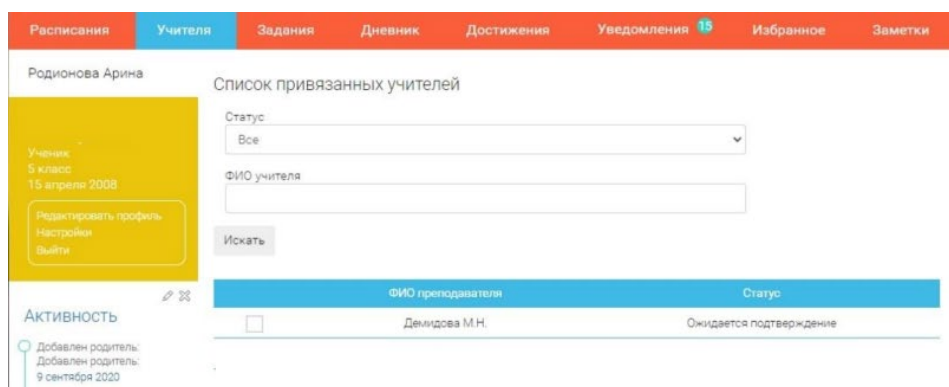 Расписания Учителя Задания Дневник Достижения Уведомления 15 Избранное Заметки
Родионова Арина
Ученик
5 класс
15 апреля 2008
Редактировать профиль
Настройки
Выйти
Активность
Добавлен родитель:
Добавлен родитель:
9 сентября 2020
Список привязанных учителей
Статус
Все
ФИО учителя
Искать
ФИО преподавателя Статус
Демидова М.Н. Ожидается подтверждение